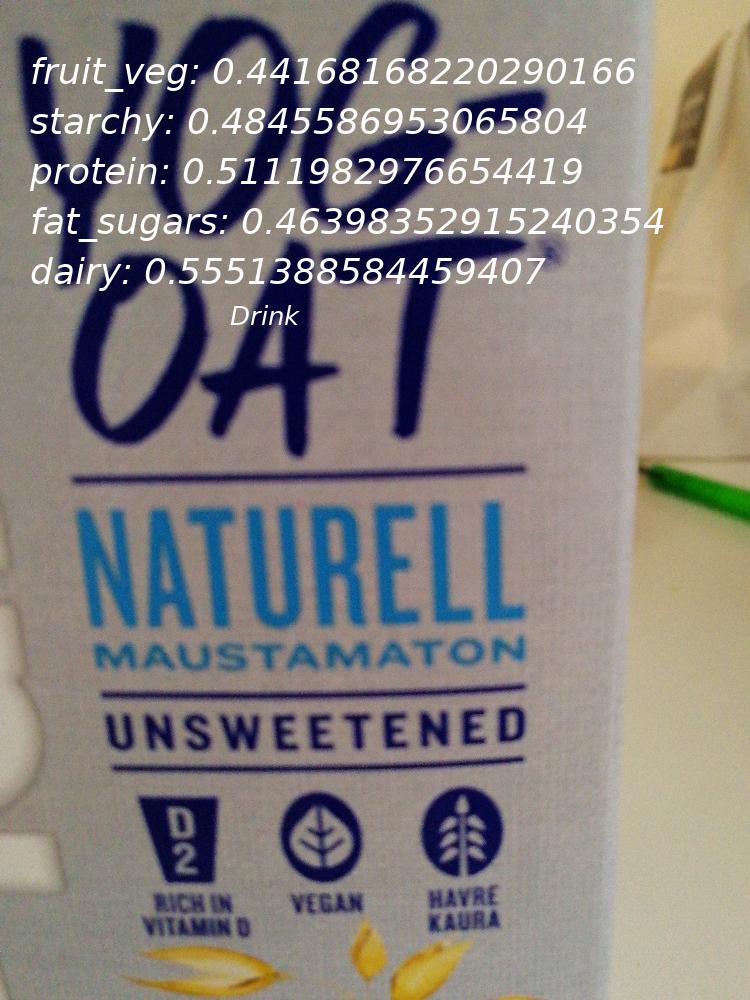 fruit_veg: 0.44168168220290166
starchy: 0.4845586953065804
protein: 0.5111982976654419
fat_sugars: 0.46398352915240354
dairy: 0.5551388584459407
Drink
YOG
OAT®
NATURELL
MAUSTAMATON
UNSWEETENED
D
2
RICH IN
VITAMIN D
VEGAN
HAVRE
KAURA